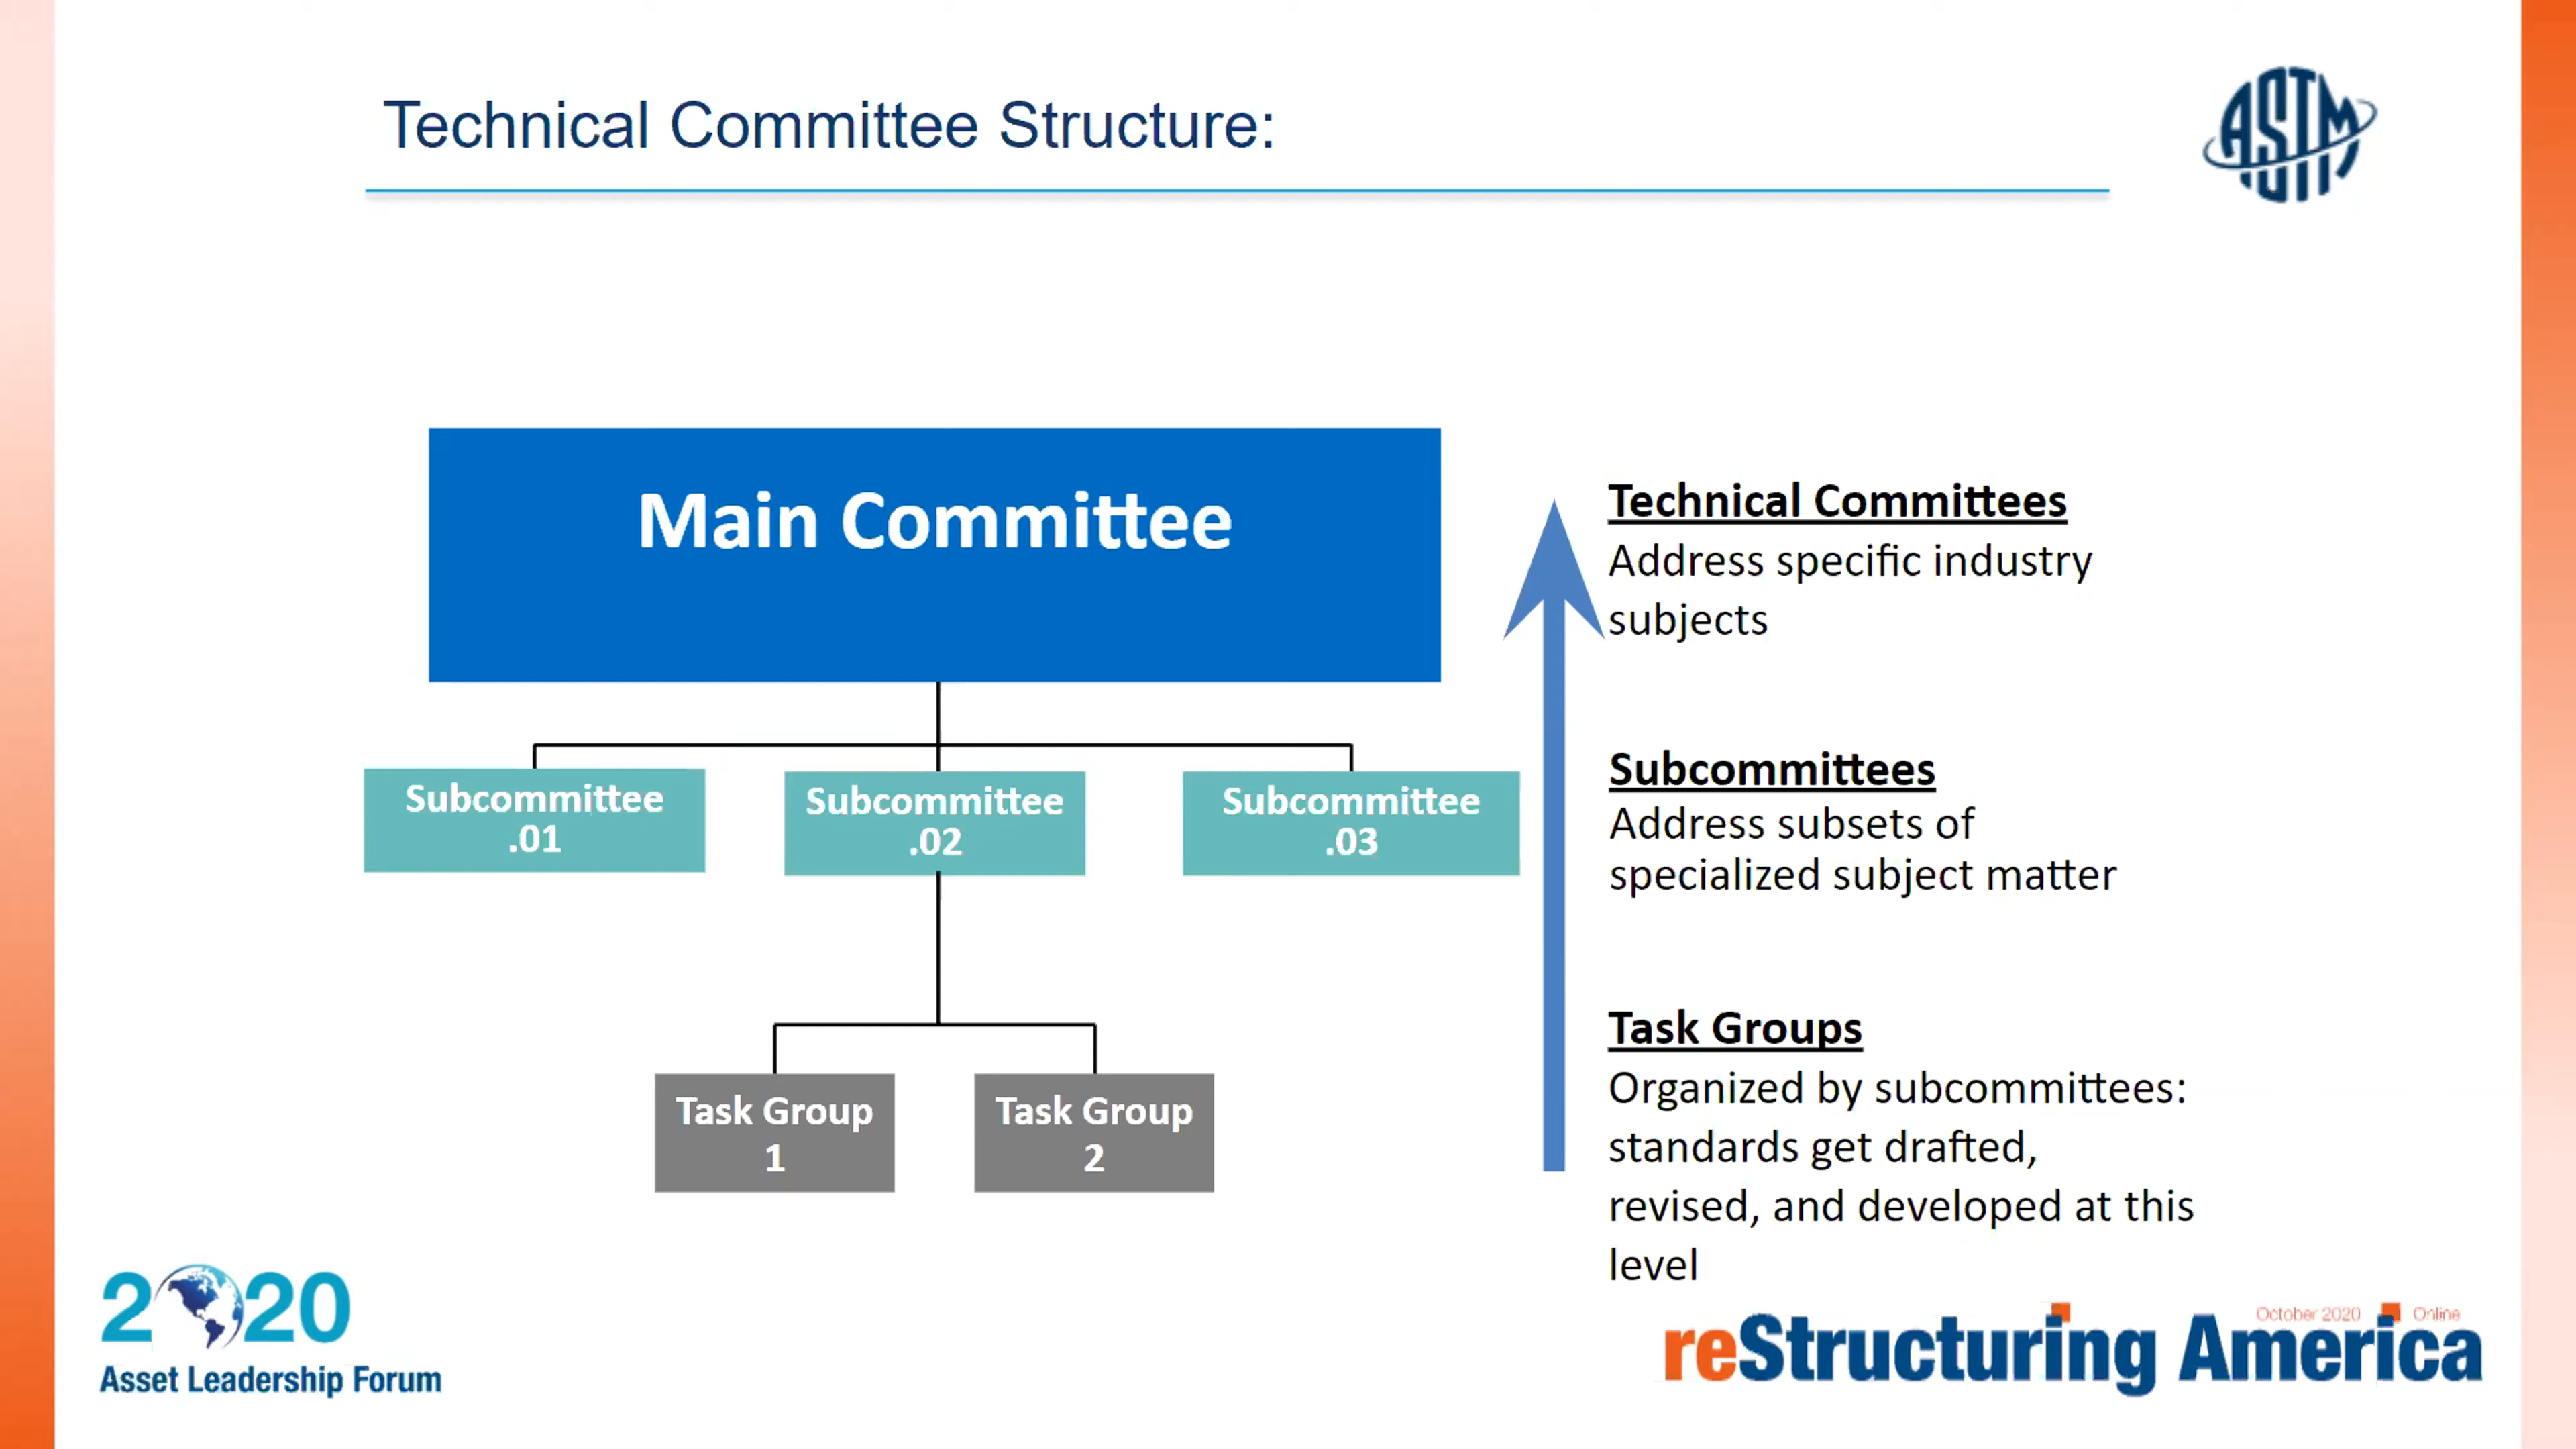 Technical Committee Structure:
ASTM
Main Committee
Subcommittee
.01
Subcommittee
.02
Subcommittee
.03
Task Group
1
Task Group
2
Technical Committees
Address specific industry
subjects
Subcommittees
Address subsets of
specialized subject matter
Task Groups
Organized by subcommittees:
standards get drafted,
revised, and developed at this
level
2020
Asset Leadership Forum
October 2020 Online
reStructuring America